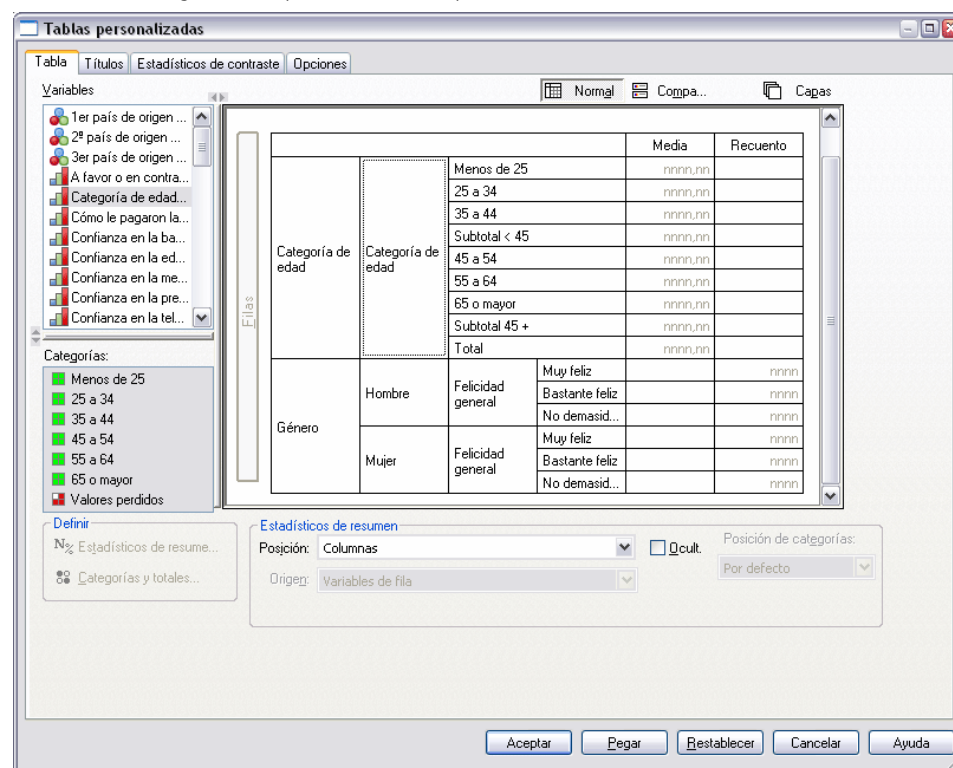 Tablas personalizadas
Tabla Títulos Estadísticos de contraste Opciones
Variables
Normal Compa... Capas
1er país de origen ...
2º país de origen ...
3er país de origen ...
A favor o en contra...
Categoría de edad...
Cómo le pagaron la...
Confianza en la ba...
Confianza en la ed...
Confianza en la me...
Confianza en la pre...
Confianza en la tel...
Categorías:
Menos de 25
25 a 34
35 a 44
45 a 54
55 a 64
65 o mayor
Valores perdidos
Filas
Media Recuento
Categoría de edad
Categoría de edad
Menos de 25 nnnn,nn
25 a 34 nnnn,nn
35 a 44 nnnn,nn
Subtotal < 45 nnnn,nn
45 a 54 nnnn,nn
55 a 64 nnnn,nn
65 o mayor nnnn,nn
Subtotal 45 + nnnn,nn
Total nnnn,nn
Género
Hombre
Felicidad general
Muy feliz nnnn
Bastante feliz nnnn
No demasid... nnnn
Mujer
Felicidad general
Muy feliz nnnn
Bastante feliz nnnn
No demasid... nnnn
Definir
N% Estadísticos de resume...
Categorías y totales...
Estadísticos de resumen
Posición: Columnas
Ocult.
Origen: Variables de fila
Posición de categorías:
Por defecto
Aceptar Pegar Restablecer Cancelar Ayuda